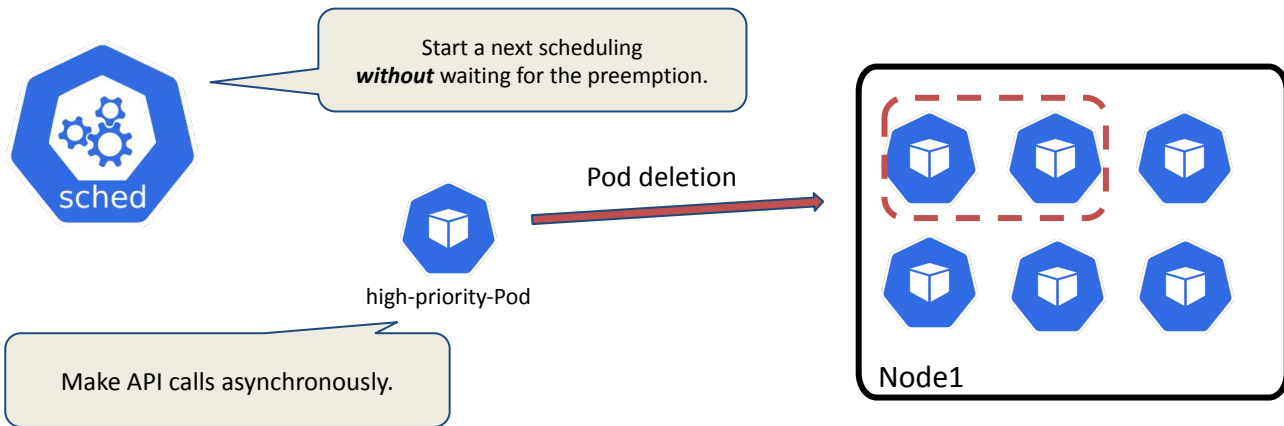 Start a next scheduling
without waiting for the preemption.
sched
Pod deletion
high-priority-Pod
Make API calls asynchronously.
Node1